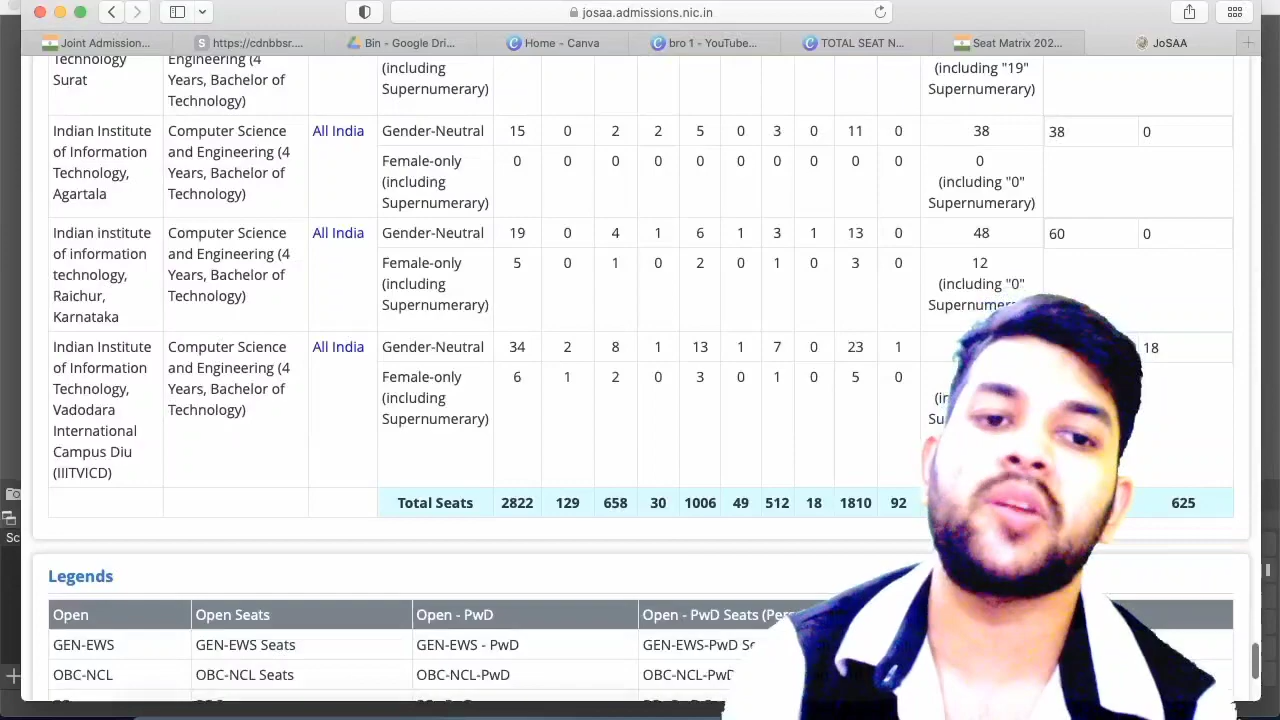 josaa.admissions.nic.in
Joint Admission...
https://cdnbbsr....
Bin - Google Dri...
Home - Canva
bro 1 - YouTube...
TOTAL SEAT N...
Seat Matrix 202...
JoSAA
Technology Surat
Engineering (4 Years, Bachelor of Technology)
(including Supernumerary)
(including "19" Supernumerary)
Indian Institute of Information Technology, Agartala
Computer Science and Engineering (4 Years, Bachelor of Technology)
All India
Gender-Neutral 15 0 2 2 5 0 3 0 11 0 38 38 0
Female-only (including Supernumerary) 0 0 0 0 0 0 0 0 0 0 0 (including "0" Supernumerary)
Indian institute of information technology, Raichur, Karnataka
Computer Science and Engineering (4 Years, Bachelor of Technology)
All India
Gender-Neutral 19 0 4 1 6 1 3 1 13 0 48 60 0
Female-only (including Supernumerary) 5 0 1 0 2 0 1 0 3 0 12 (including "0"
Indian Institute of Information Technology, Vadodara International Campus Diu (IIITVICD)
Computer Science and Engineering (4 Years, Bachelor of Technology)
All India
Gender-Neutral 34 2 8 1 13 1 7 0 23 1 18
Female-only (including Supernumerary) 6 1 2 0 3 0 1 0 5 0
Total Seats 2822 129 658 30 1006 49 512 18 1810 92 625
Legends
Open Open Seats Open - PwD Open - PwD Seats
GEN-EWS GEN-EWS Seats GEN-EWS - PwD GEN-EWS-PwD
OBC-NCL OBC-NCL Seats OBC-NCL-PwD OBC-NCL-PwD